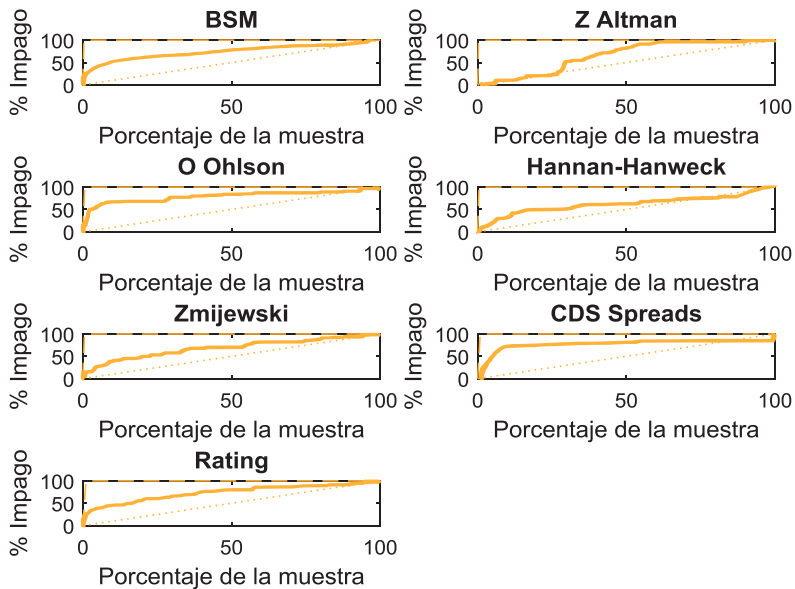 BSM
% Impago
100
50
0
0 50 100
Porcentaje de la muestra
Z Altman
% Impago
100
50
0
0 50 100
Porcentaje de la muestra
O Ohlson
% Impago
100
50
0
0 50 100
Porcentaje de la muestra
Hannan-Hanweck
% Impago
100
50
0
0 50 100
Porcentaje de la muestra
Zmijewski
% Impago
100
50
0
0 50 100
Porcentaje de la muestra
CDS Spreads
% Impago
100
50
0
0 50 100
Porcentaje de la muestra
Rating
% Impago
100
50
0
0 50 100
Porcentaje de la muestra